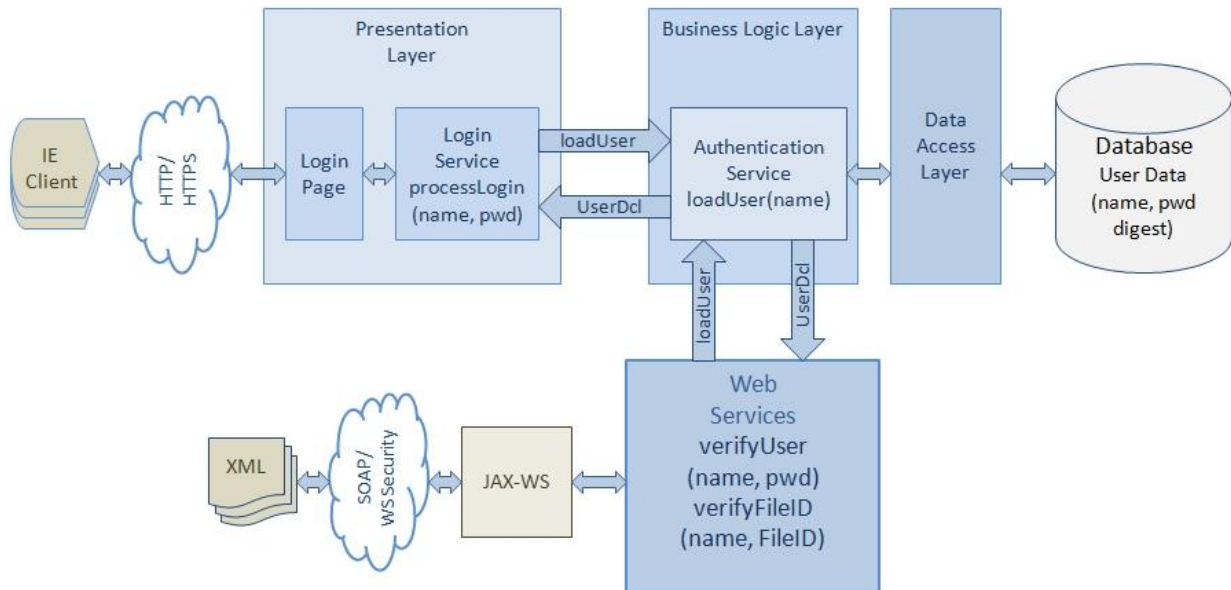 Presentation
Layer
Business Logic Layer
IE
Client
HTTP/
HTTPS
Login
Page
Login
Service
processLogin
(name, pwd)
loadUser
UserDcl
Authentication
Service
loadUser(name)
Data
Access
Layer
Database
User Data
(name, pwd
digest)
loadUser
UserDcl
XML
SOAP/
WS Security
JAX-WS
Web
Services
verifyUser
(name, pwd)
verifyFileID
(name, FileID)